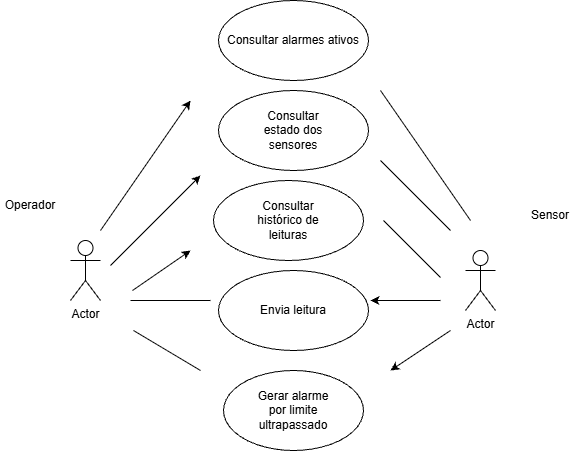 Consultar alarmes ativos
Consultar
estado dos
sensores
Operador
Consultar
histórico de
leituras
Sensor
Actor
Envia leitura
Actor
Gerar alarme
por limite
ultrapassado